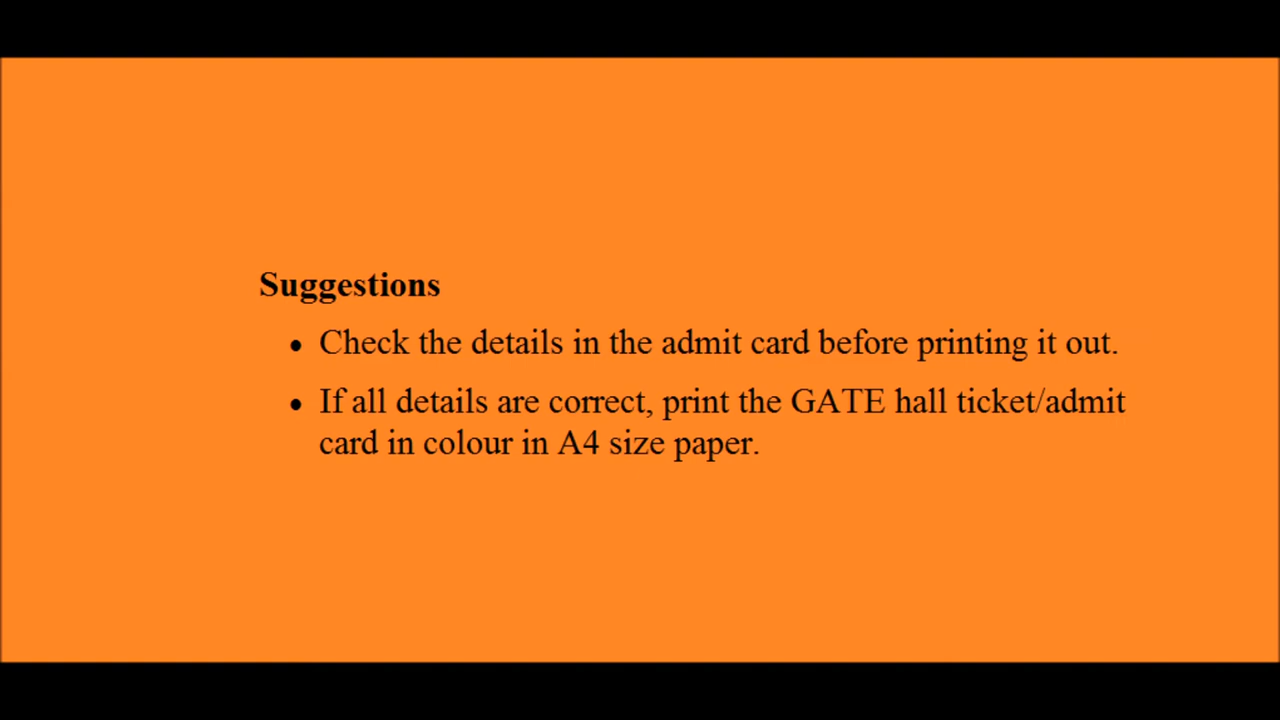 Suggestions
• Check the details in the admit card before printing it out.
• If all details are correct, print the GATE hall ticket/admit
card in colour in A4 size paper.